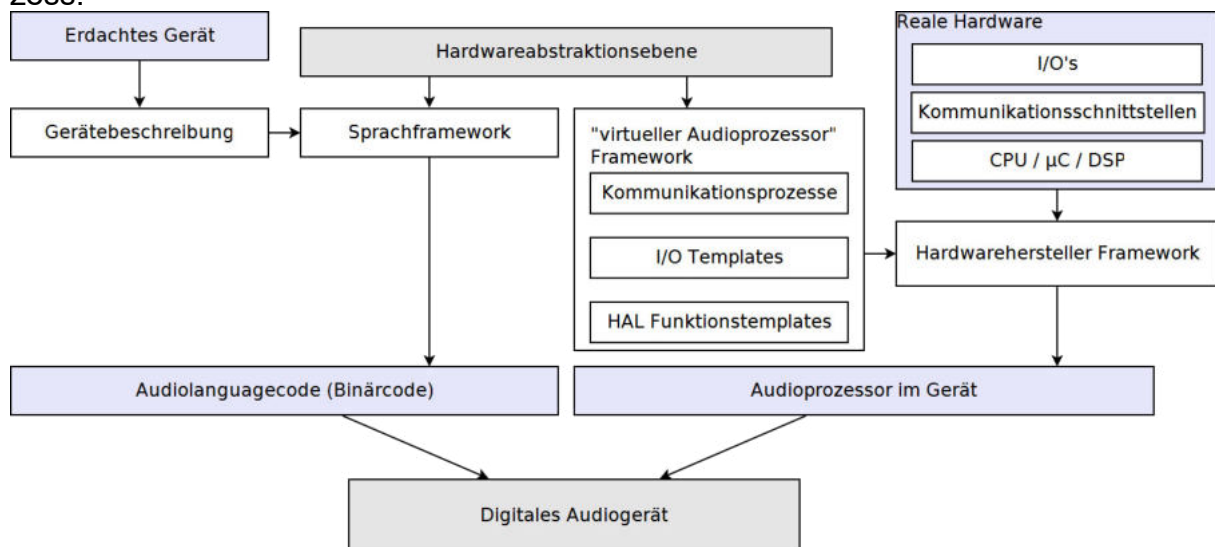 zess.
Erdachtes Gerät
Hardwareabstraktionsebene
Reale Hardware
I/O's
Kommunikationsschnittstellen
CPU / µC / DSP
Gerätebeschreibung
Sprachframework
"virtueller Audioprozessor"
Framework
Kommunikationsprozesse
I/O Templates
HAL Funktionstemplates
Hardwarehersteller Framework
Audiolanguagecode (Binärcode)
Audioprozessor im Gerät
Digitales Audiogerät